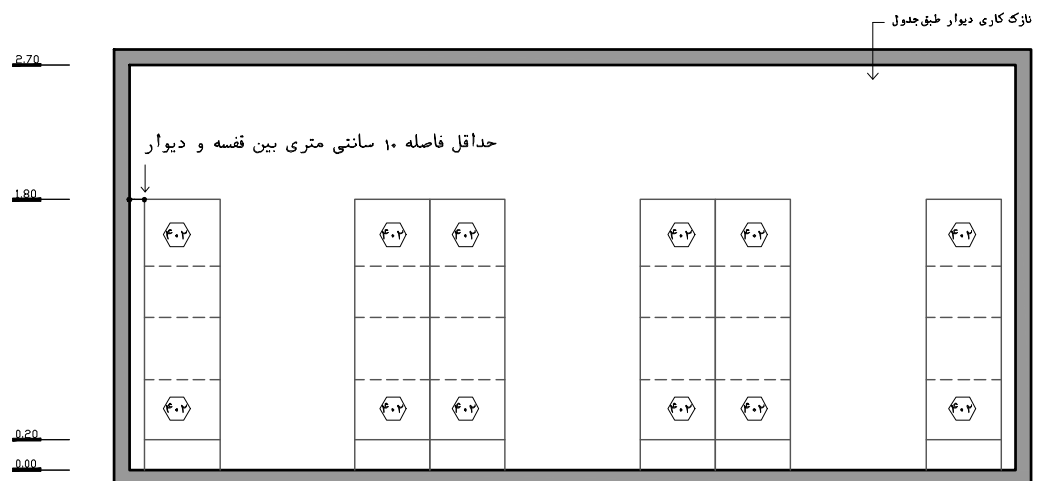 نازک کاری دیوار طبق جدول
2.70
حداقل فاصله ۱۰ سانتی متری بین قفسه و دیوار
1.80
۴۰۲ ۴۰۲ ۴۰۲ ۴۰۲ ۴۰۲ ۴۰۲
۴۰۲ ۴۰۲ ۴۰۲ ۴۰۲ ۴۰۲ ۴۰۲
0.20
0.00